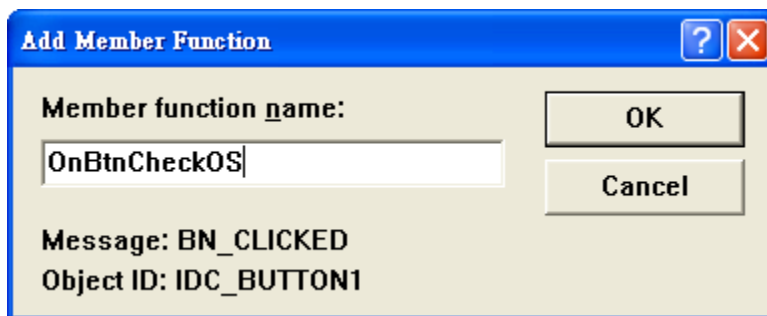 Add Member Function
Member function name:
OK
OnBtnCheckOS
Cancel
Message: BN_CLICKED
Object ID: IDC_BUTTON1